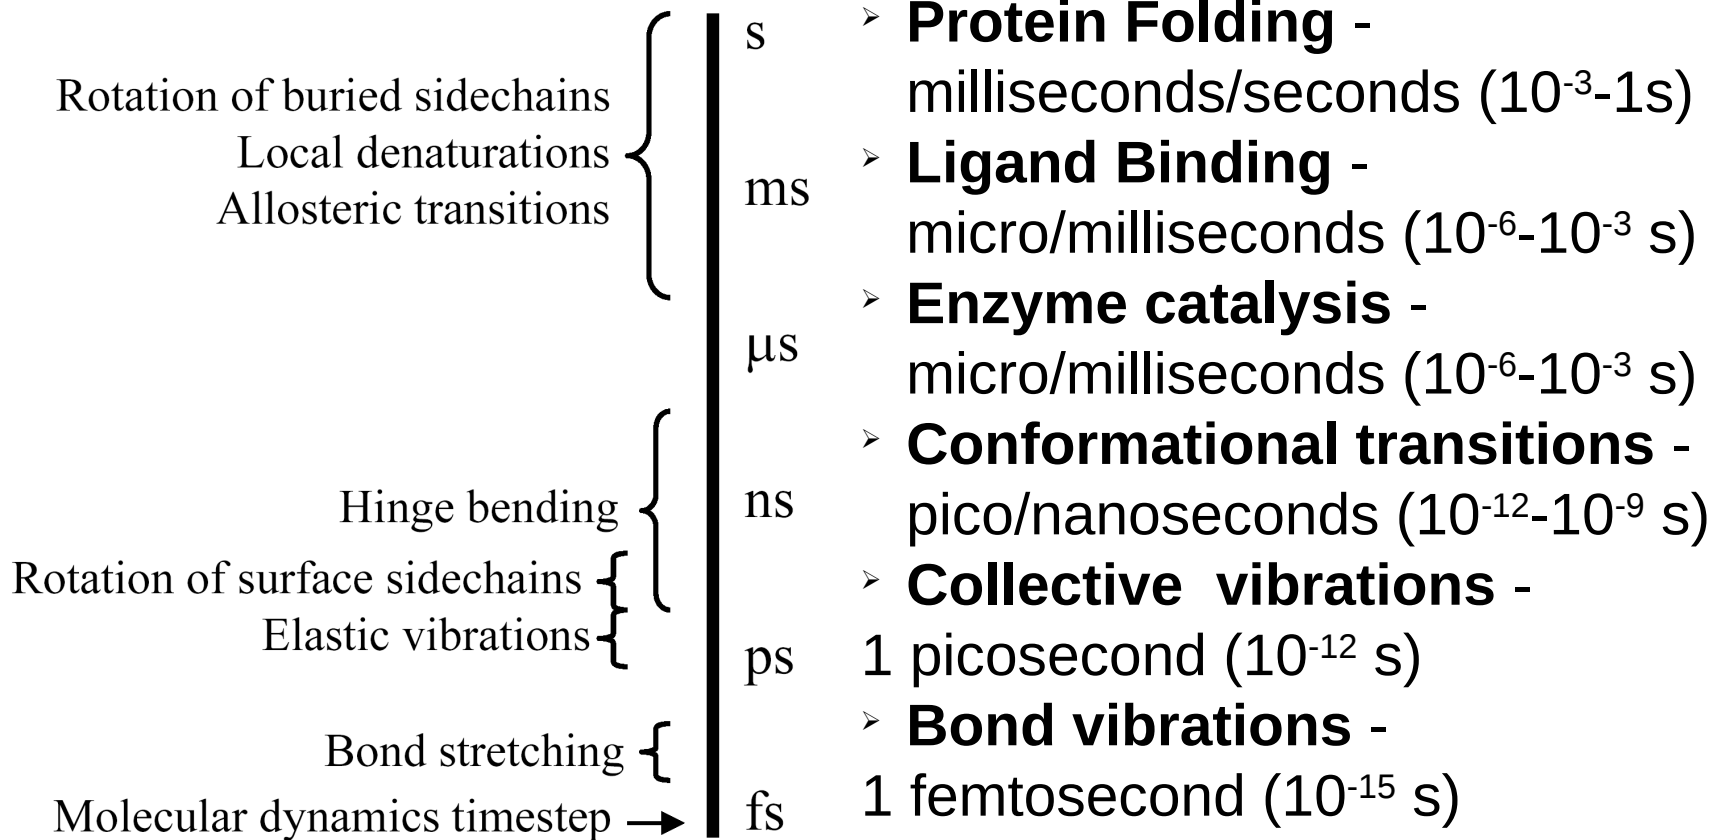 Rotation of buried sidechains
Local denaturations
Allosteric transitions
Hinge bending
Rotation of surface sidechains
Elastic vibrations
Bond stretching
Molecular dynamics timestep
s
ms
μs
ns
ps
fs
➢ Protein Folding -
milliseconds/seconds (10⁻³-1s)
➢ Ligand Binding -
micro/milliseconds (10⁻⁶-10⁻³ s)
➢ Enzyme catalysis -
micro/milliseconds (10⁻⁶-10⁻³ s)
➢ Conformational transitions -
pico/nanoseconds (10⁻¹²-10⁻⁹ s)
➢ Collective  vibrations -
1 picosecond (10⁻¹² s)
➢ Bond vibrations -
1 femtosecond (10⁻¹⁵ s)